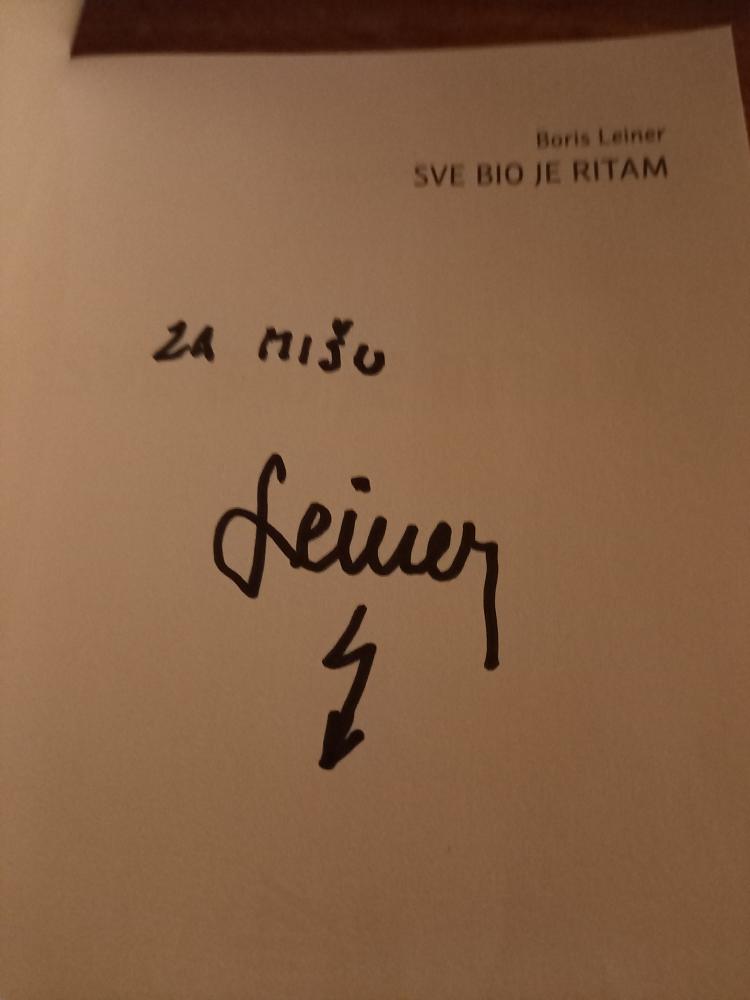 Boris Leiner
SVE BIO JE RITAM
ZA MIŠU
Leiner